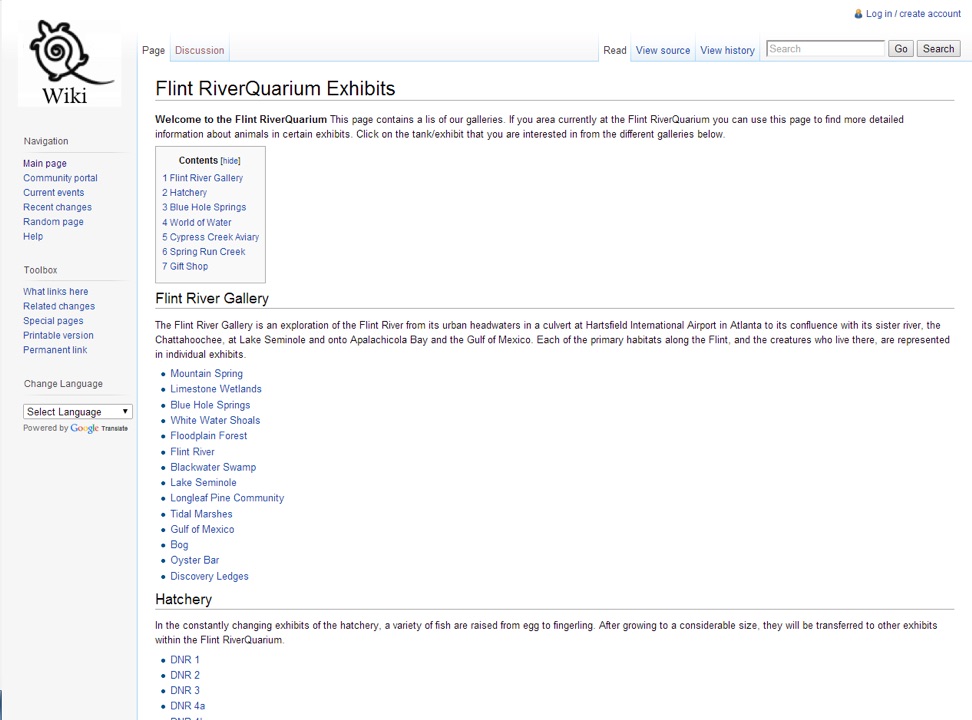 Log in / create account
Wiki
Page Discussion Read View source View history Search Go Search
Flint RiverQuarium Exhibits
Welcome to the Flint RiverQuarium This page contains a lis of our galleries. If you area currently at the Flint RiverQuarium you can use this page to find more detailed
information about animals in certain exhibits. Click on the tank/exhibit that you are interested in from the different galleries below.
Contents [hide]
1 Flint River Gallery
2 Hatchery
3 Blue Hole Springs
4 World of Water
5 Cypress Creek Aviary
6 Spring Run Creek
7 Gift Shop
Navigation
Main page
Community portal
Current events
Recent changes
Random page
Help
Toolbox
What links here
Related changes
Special pages
Printable version
Permanent link
Change Language
Select Language
Powered by Google Translate
Flint River Gallery
The Flint River Gallery is an exploration of the Flint River from its urban headwaters in a culvert at Hartsfield International Airport in Atlanta to its confluence with its sister river, the
Chattahoochee, at Lake Seminole and onto Apalachicola Bay and the Gulf of Mexico. Each of the primary habitats along the Flint, and the creatures who live there, are represented
in individual exhibits.
Mountain Spring
Limestone Wetlands
Blue Hole Springs
White Water Shoals
Floodplain Forest
Flint River
Blackwater Swamp
Lake Seminole
Longleaf Pine Community
Tidal Marshes
Gulf of Mexico
Bog
Oyster Bar
Discovery Ledges
Hatchery
In the constantly changing exhibits of the hatchery, a variety of fish are raised from egg to fingerling. After growing to a considerable size, they will be transferred to other exhibits
within the Flint RiverQuarium.
DNR 1
DNR 2
DNR 3
DNR 4a